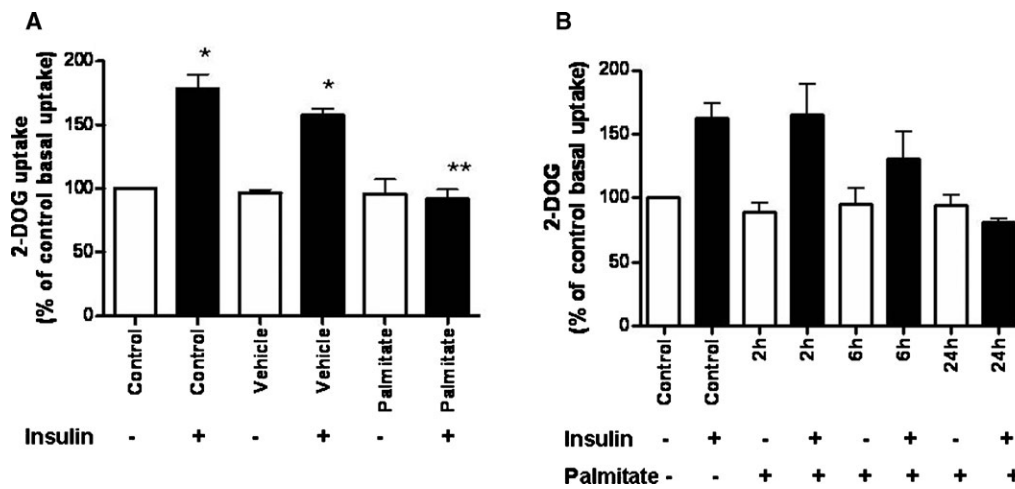 A
2-DOG uptake
(% of control basal uptake)
200
150
100
50
0
*
*
**
Control
Control
Vehicle
Vehicle
Palmitate
Palmitate
Insulin - + - + - +
B
2-DOG
(% of control basal uptake)
200
150
100
50
0
Control
Control
2h
2h
6h
6h
24h
24h
Insulin - + - + - + - +
Palmitate - - + + + + + +